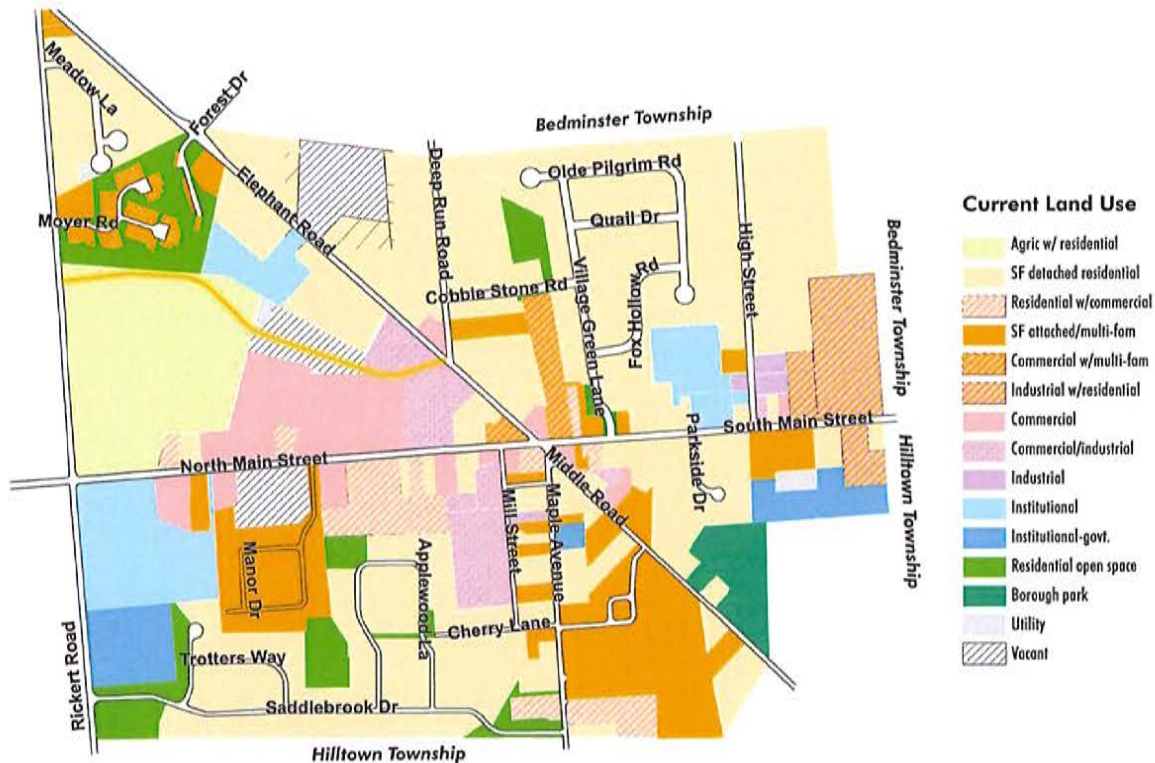 Bedminster Township
Meadow La
Forest Dr
Elephant Road
Deep Run Road
Olde Pilgrim Rd
Quail Dr
High Street
Moyer Rd
Village Green Lane
Cobble Stone Rd
Fox Hollow Rd
Bedminster Township
South Main Street
North Main Street
Parkside Dr
Hilltown Township
Middle Road
Mill Street
Maple Avenue
Manor Dr
Applewood La
Cherry Lane
Rickert Road
Trotters Way
Saddlebrook Dr
Hilltown Township
Current Land Use
Agric w/ residential
SF detached residential
Residential w/commercial
SF attached/multi-fam
Commercial w/multi-fam
Industrial w/residential
Commercial
Commercial/industrial
Industrial
Institutional
Institutional-govt.
Residential open space
Borough park
Utility
Vacant